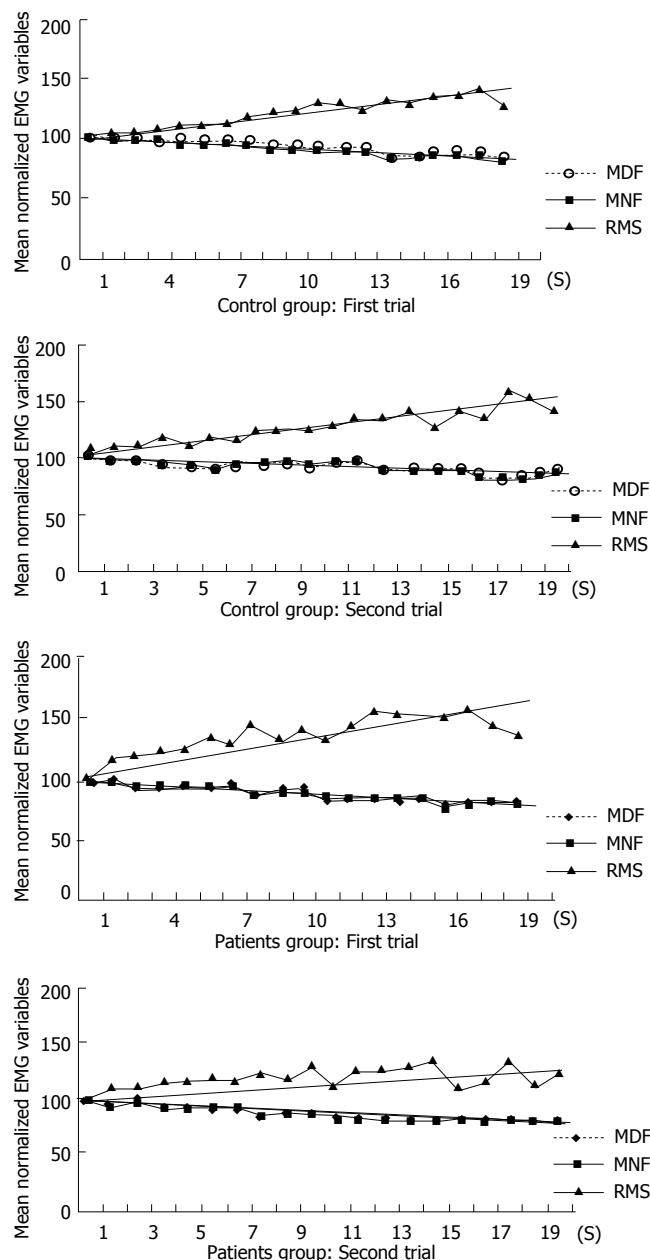 200
150
100
50
0
Mean normalized EMG variables
MDF
MNF
RMS
1 4 7 10 13 16 19 (S)
Control group: First trial
200
150
100
50
0
Mean normalized EMG variables
MDF
MNF
RMS
1 3 5 7 9 11 13 15 17 19 (S)
Control group: Second trial
200
150
100
50
0
Mean normalized EMG variables
MDF
MNF
RMS
1 4 7 10 13 16 19 (S)
Patients group: First trial
200
150
100
50
0
Mean normalized EMG variables
MDF
MNF
RMS
1 3 5 7 9 11 13 15 17 19 (S)
Patients group: Second trial